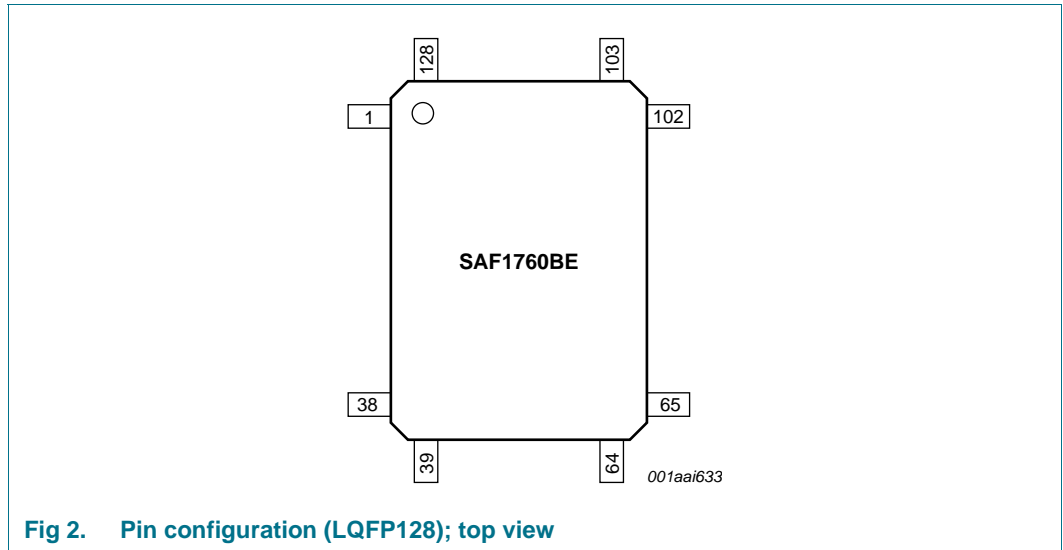 128
103
1
102
SAF1760BE
38
65
39
64
001aai633
Fig 2. Pin configuration (LQFP128); top view